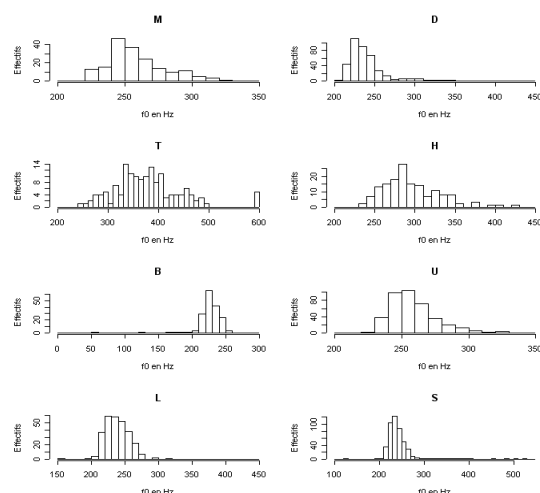 M
Effectifs
0 20 40
200 250 300 350
f0 en Hz
D
Effectifs
0 40 80
200 250 300 350 400 450
f0 en Hz
T
Effectifs
0 4 8 14
200 300 400 500 600
f0 en Hz
H
Effectifs
0 10 20
200 250 300 350 400 450
f0 en Hz
B
Effectifs
0 20 50
0 50 100 150 200 250 300
f0 en Hz
U
Effectifs
0 40 80
200 250 300 350
f0 en Hz
L
Effectifs
0 20 50
150 200 250 300 350 400 450
f0 en Hz
S
Effectifs
0 40 100
100 200 300 400 500
f0 en Hz